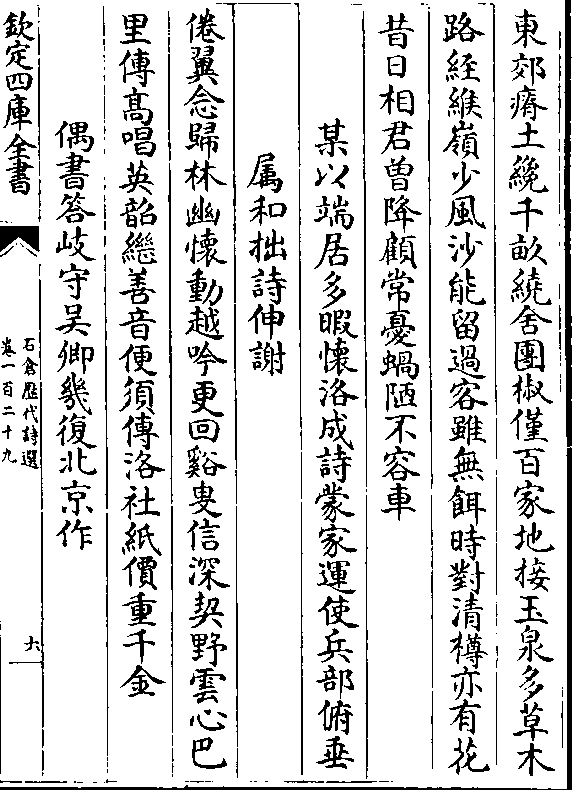 東郊瘠土纔千畝繞舍團椒僅百家地接玉泉多草木
路經維嶺少風沙能留過客雖無餌時對清樽亦有花
昔日相君曾降顧常憂蝸陋不容車
某以端居多暇懷洛成詩蒙家運使兵部俯垂
属和拙詩伸謝
倦翼念歸林幽懷動越吟更回谿叟信深契野雲心巴
里傳高唱英韶繼善音便須傳洛社紙價重千金
偶書答岐守吴卿幾復北京作
欽定四庫全書
石倉歷代詩選
卷一百二十九
六